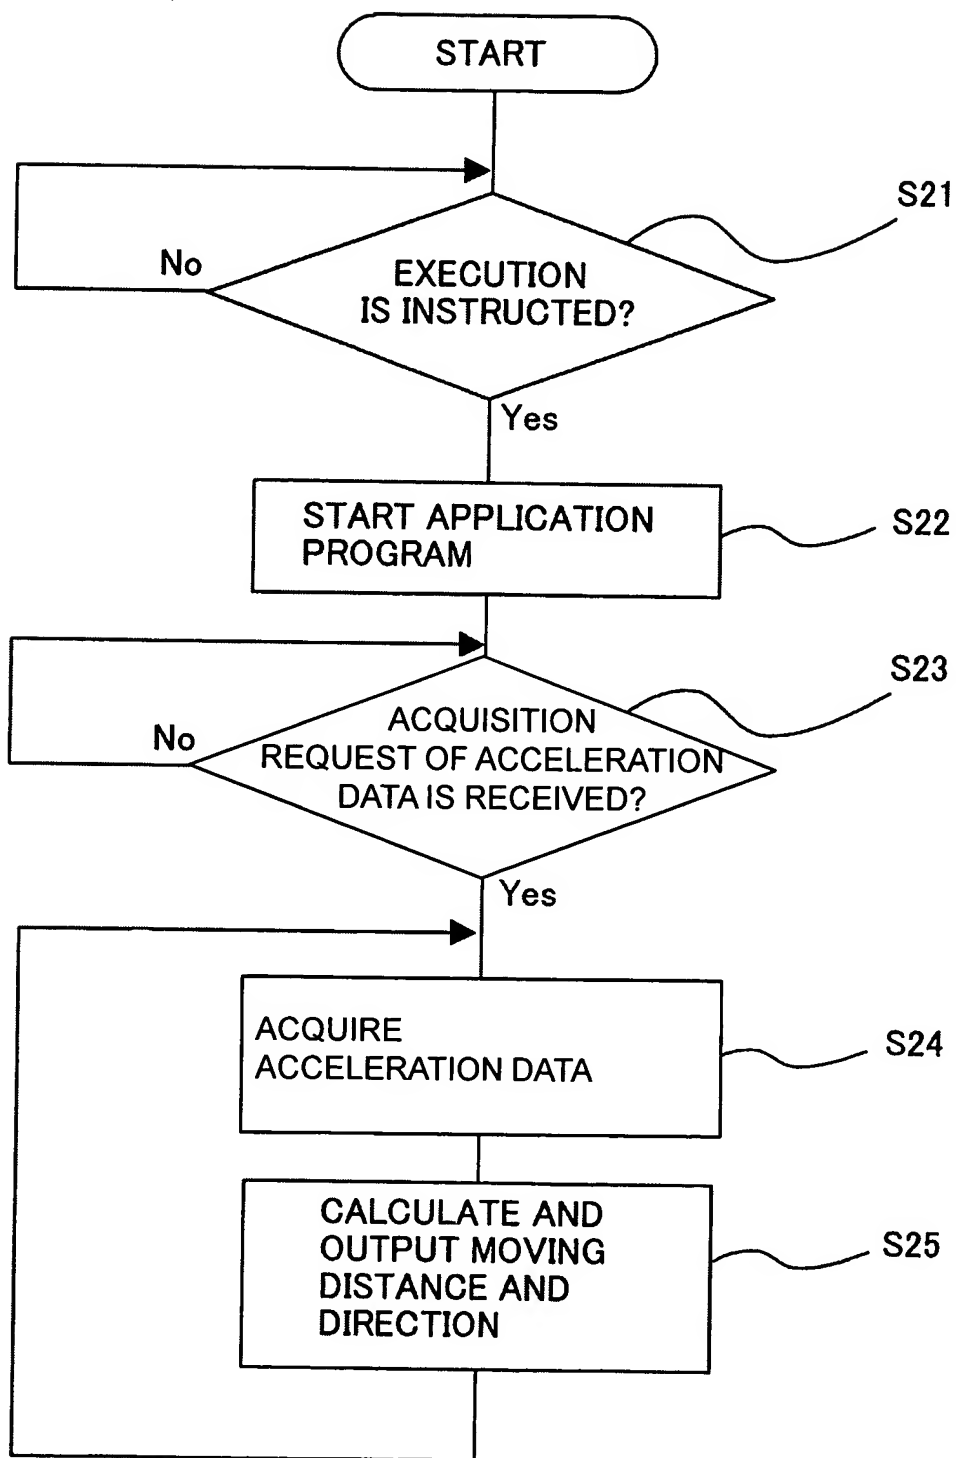 START
S21
No
EXECUTION
IS INSTRUCTED?
Yes
START APPLICATION
PROGRAM
S22
S23
No
ACQUISITION
REQUEST OF ACCELERATION
DATA IS RECEIVED?
Yes
ACQUIRE
ACCELERATION DATA
S24
CALCULATE AND
OUTPUT MOVING
DISTANCE AND
DIRECTION
S25